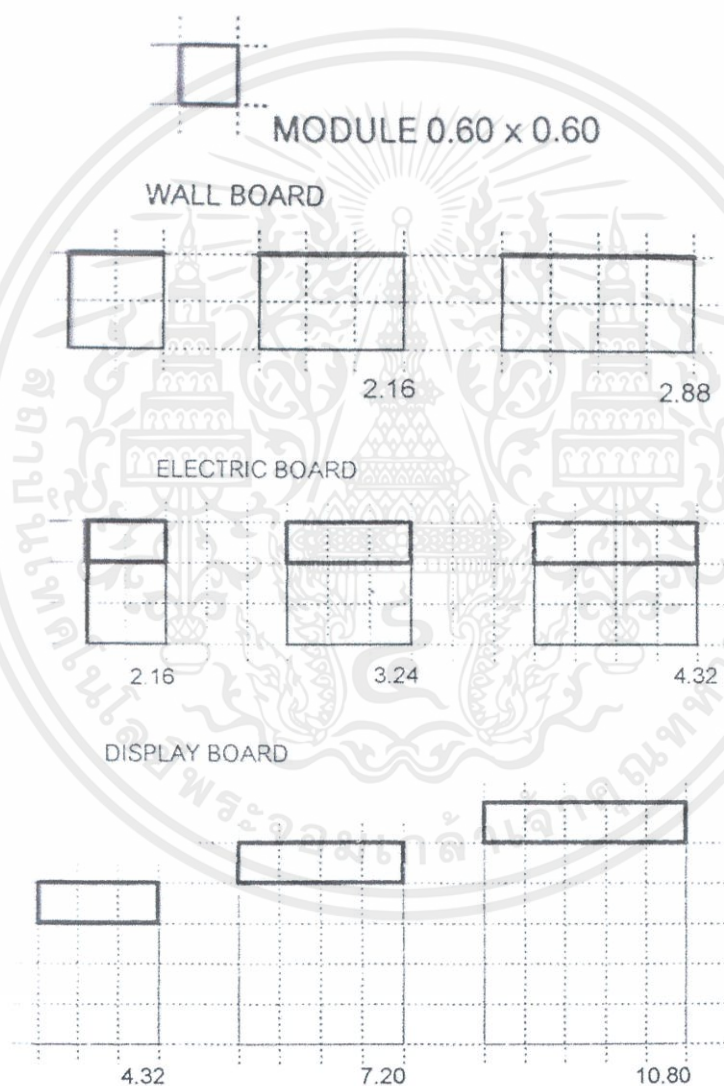 MODULE 0.60 x 0.60
WALL BOARD
2.16 2.88
ELECTRIC BOARD
2.16 3.24 4.32
DISPLAY BOARD
4.32 7.20 10.80